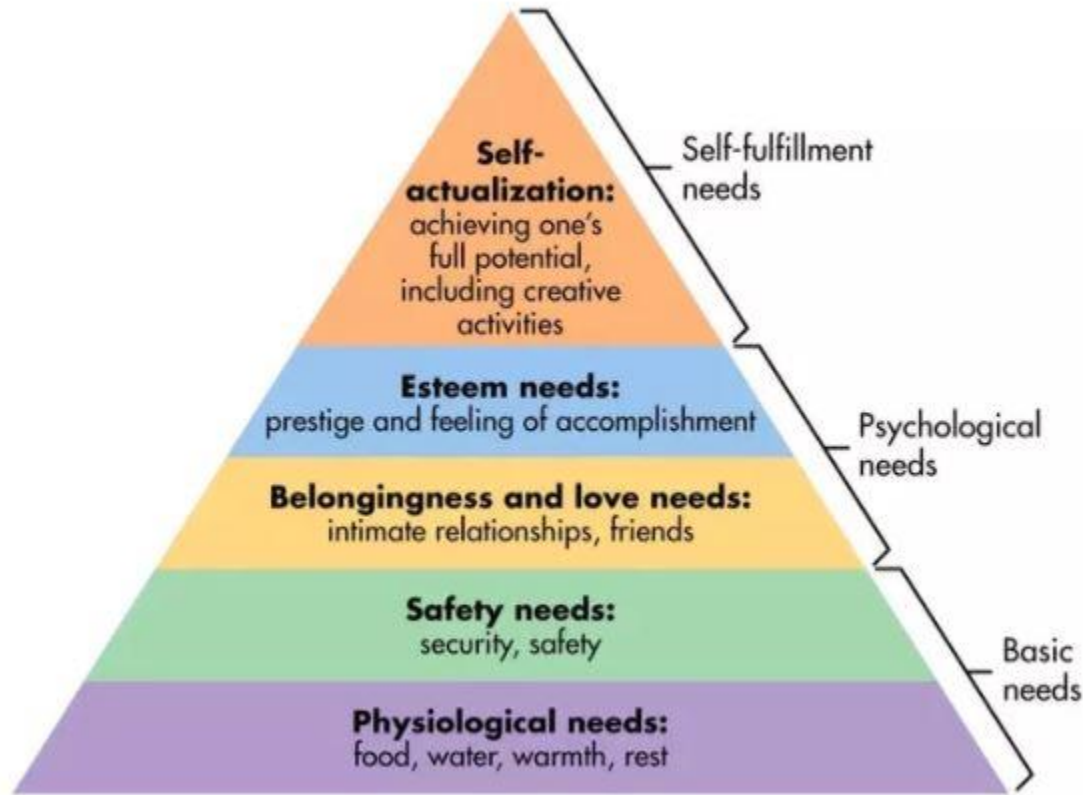 Self-
actualization:
achieving one's
full potential,
including creative
activities
Self-fulfillment
needs
Esteem needs:
prestige and feeling of accomplishment
Psychological
needs
Belongingness and love needs:
intimate relationships, friends
Safety needs:
security, safety
Basic
needs
Physiological needs:
food, water, warmth, rest